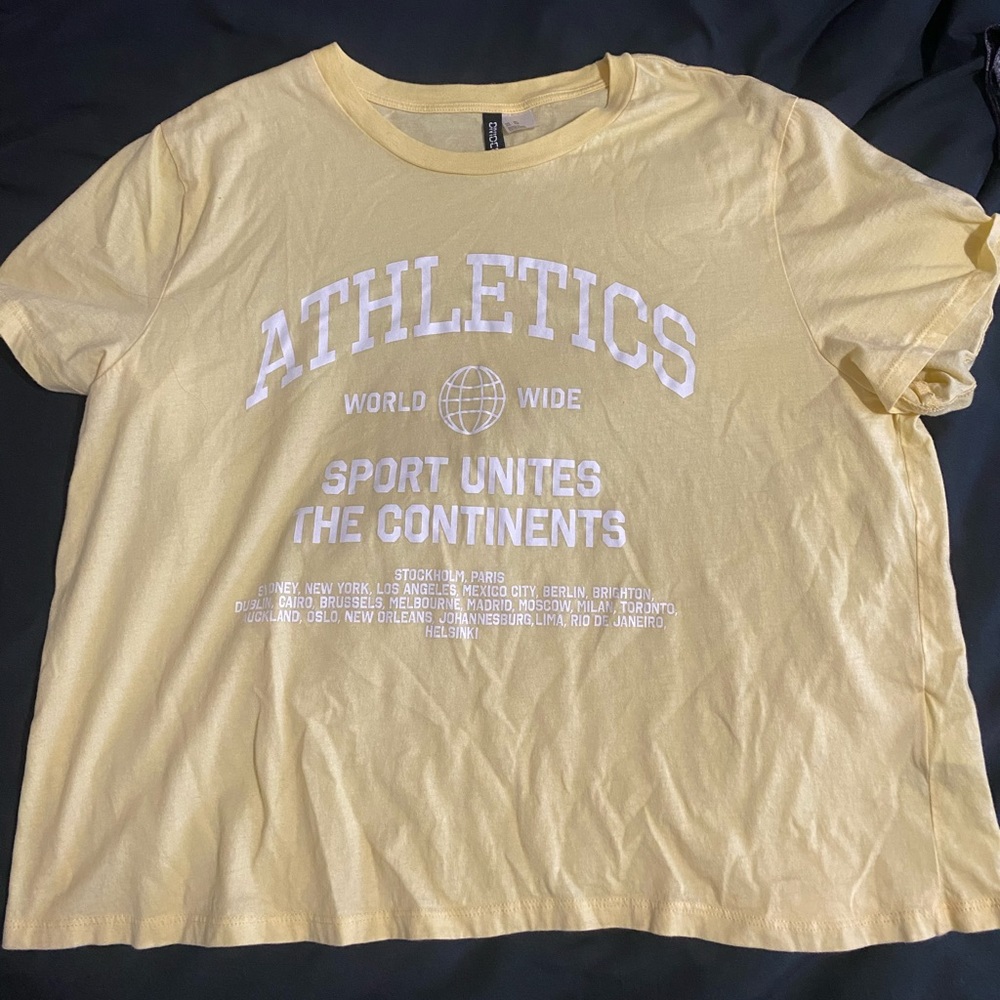 ATHLETICS
WORLD WIDE
SPORT UNITES
THE CONTINENTS
STOCKHOLM, PARIS
SYDNEY, NEW YORK, LOS ANGELES, MEXICO CITY, BERLIN, BRIGHTON,
DUBLIN, CAIRO, BRUSSELS, MELBOURNE, MADRID, MOSCOW, MILAN, TORONTO,
AUCKLAND, OSLO, NEW ORLEANS, JOHANNESBURG, LIMA, RIO DE JANEIRO,
HELSINKI